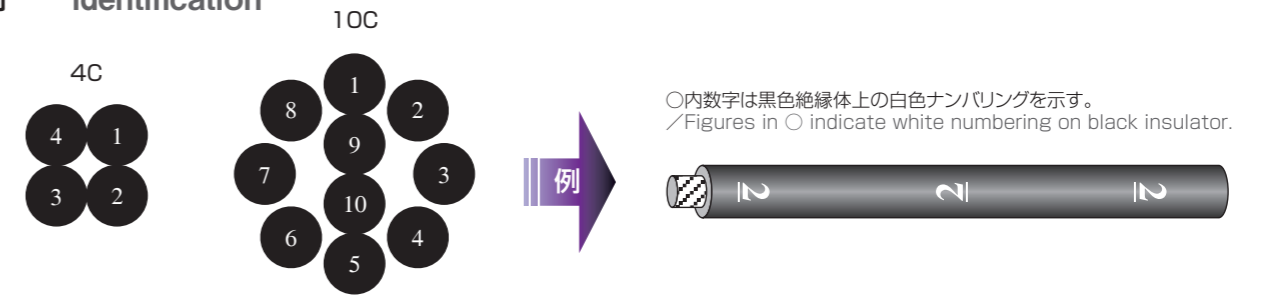 Identification
4C
4 1
3 2
10C
1
8 2
9
7 3
10
6 4
5
例
○内数字は黒色絶縁体上の白色ナンバリングを示す。
／Figures in ○ indicate white numbering on black insulator.
2 2 2